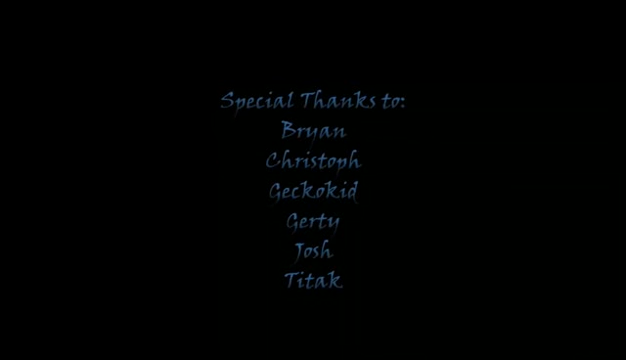 Special Thanks to:
Bryan
Christoph
Geckokid
Gerty
Josh
Titak